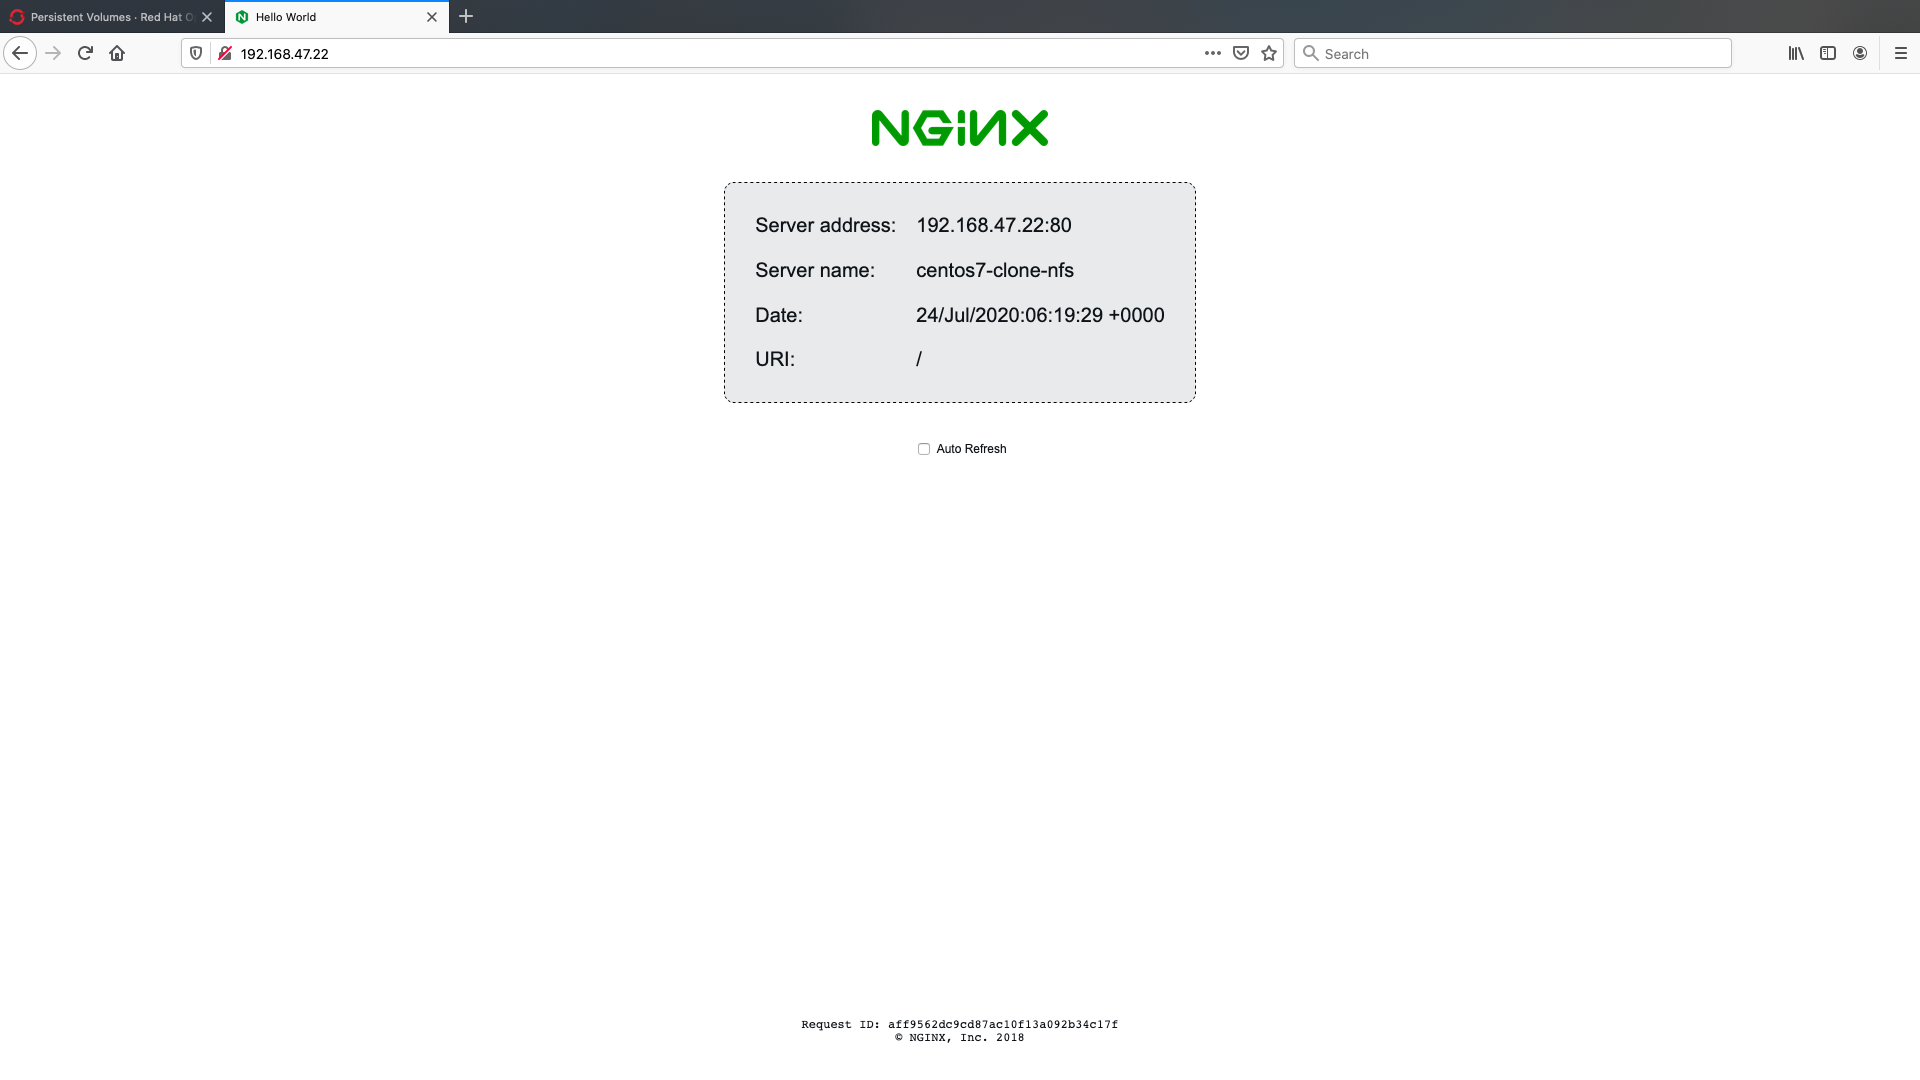 Persistent Volumes · Red Hat O
Hello World
192.168.47.22
Search
NGINX
Server address: 192.168.47.22:80
Server name: centos7-clone-nfs
Date: 24/Jul/2020:06:19:29 +0000
URI: /
Auto Refresh
Request ID: aff9562dc9cd87ac10f13a092b34c17f
© NGINX, Inc. 2018